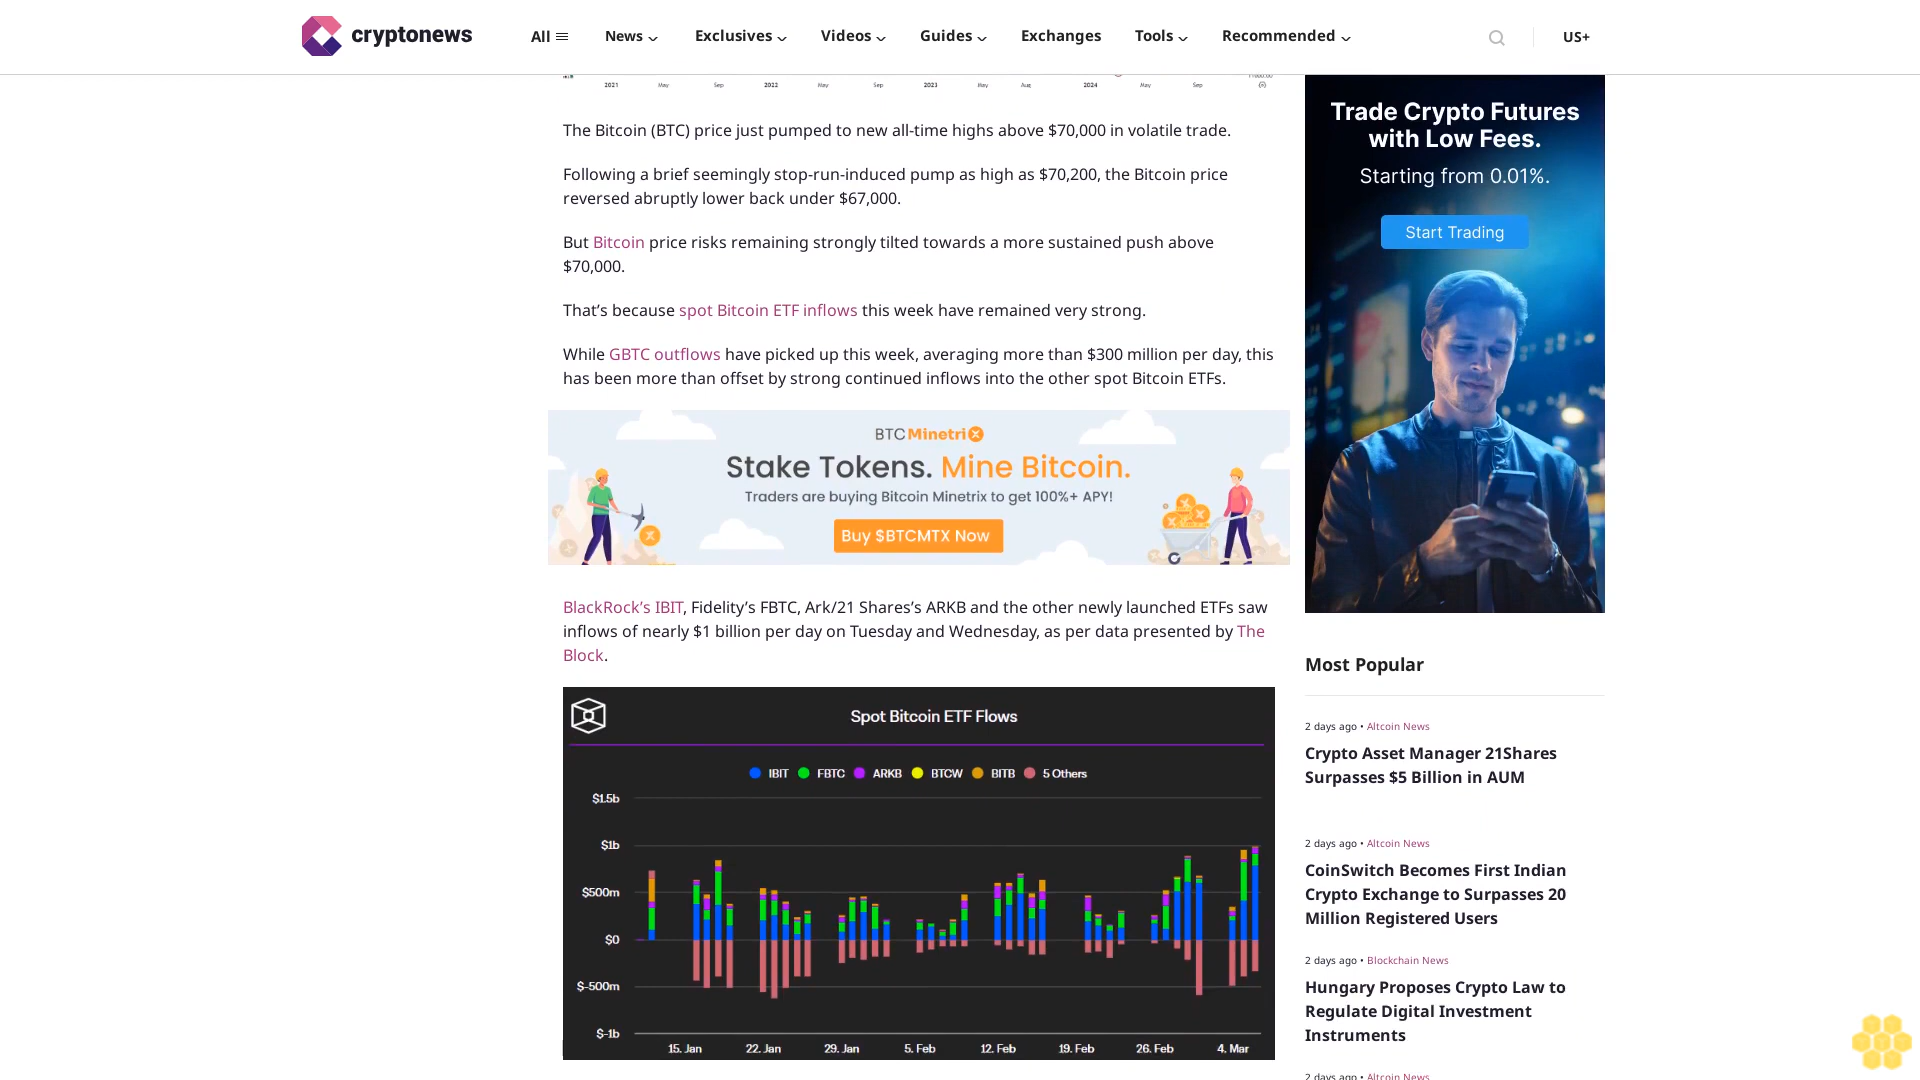 cryptonews
All
News
Exclusives
Videos
Guides
Exchanges
Tools
Recommended
US+
2021 May Sep 2022 May Sep 2023 May Aug 2024 May Sep
The Bitcoin (BTC) price just pumped to new all-time highs above $70,000 in volatile trade.
Following a brief seemingly stop-run-induced pump as high as $70,200, the Bitcoin price
reversed abruptly lower back under $67,000.
But Bitcoin price risks remaining strongly tilted towards a more sustained push above
$70,000.
That’s because spot Bitcoin ETF inflows this week have remained very strong.
While GBTC outflows have picked up this week, averaging more than $300 million per day, this
has been more than offset by strong continued inflows into the other spot Bitcoin ETFs.
BTC Minetrix
Stake Tokens. Mine Bitcoin.
Traders are buying Bitcoin Minetrix to get 100%+ APY!
Buy $BTCMTX Now
BlackRock’s IBIT, Fidelity’s FBTC, Ark/21 Shares’s ARKB and the other newly launched ETFs saw
inflows of nearly $1 billion per day on Tuesday and Wednesday, as per data presented by The
Block.
Spot Bitcoin ETF Flows
IBIT FBTC ARKB BTCW BITB 5 Others
$1.5b
$1b
$500m
$0
$-500m
$-1b
15. Jan 22. Jan 29. Jan 5. Feb 12. Feb 19. Feb 26. Feb 4. Mar
Trade Crypto Futures
with Low Fees.
Starting from 0.01%.
Start Trading
Most Popular
2 days ago • Altcoin News
Crypto Asset Manager 21Shares
Surpasses $5 Billion in AUM
2 days ago • Altcoin News
CoinSwitch Becomes First Indian
Crypto Exchange to Surpasses 20
Million Registered Users
2 days ago • Blockchain News
Hungary Proposes Crypto Law to
Regulate Digital Investment
Instruments
2 days ago • Altcoin News